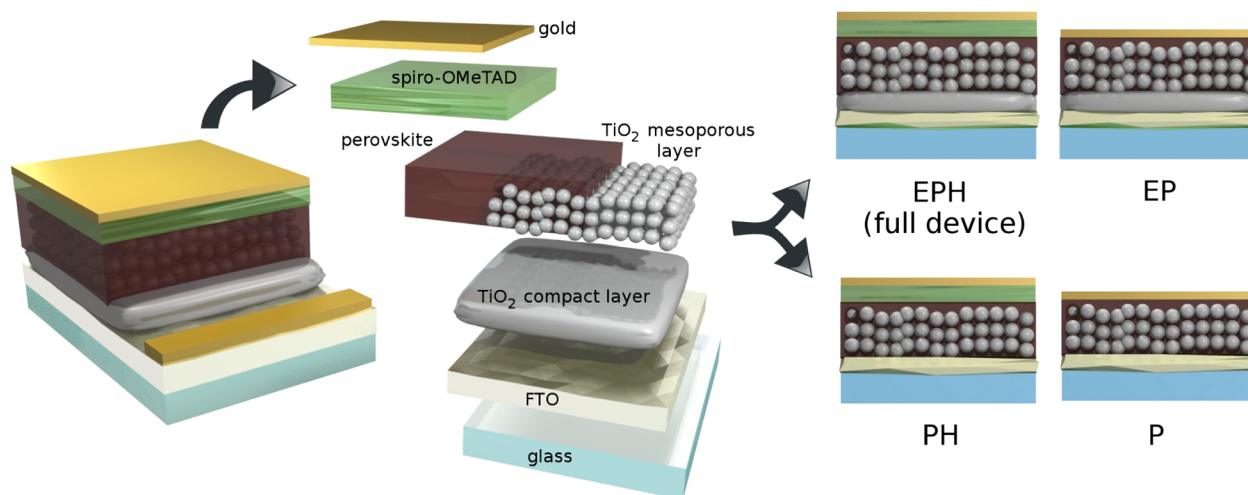 gold
spiro-OMeTAD
perovskite
TiO₂ mesoporous
layer
TiO₂ compact layer
FTO
glass
EPH
(full device)
EP
PH
P